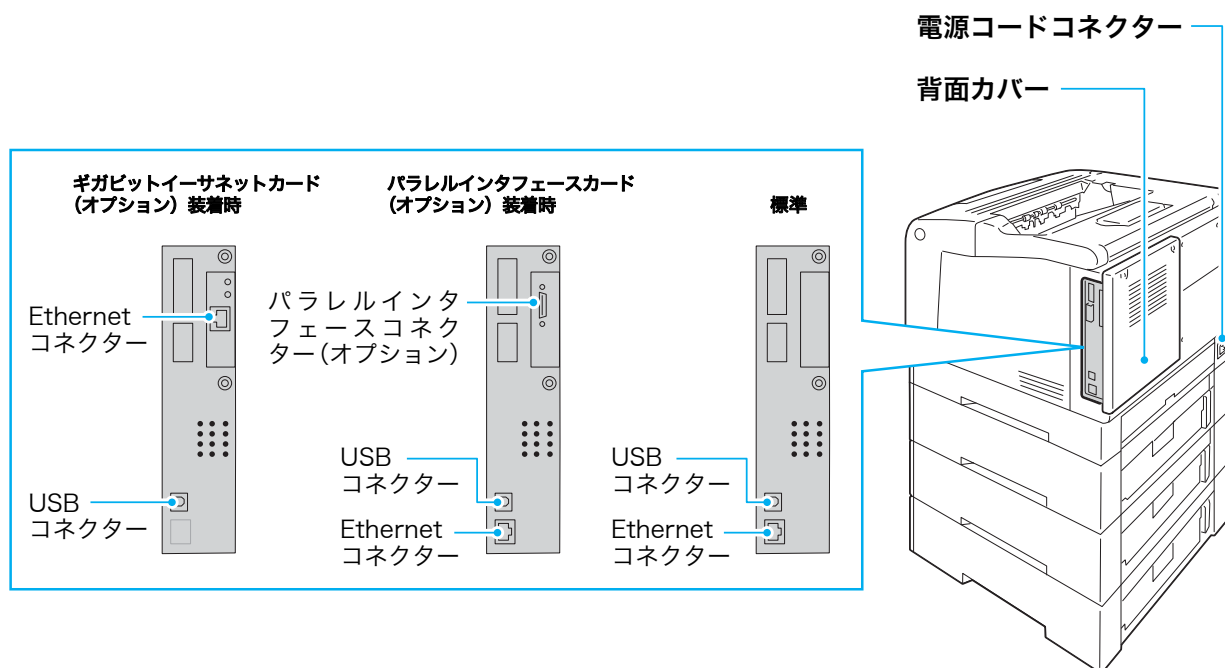 電源コードコネクター
背面カバー
ギガビットイーサネットカード
（オプション）装着時
Ethernet
コネクター
USB
コネクター
パラレルインタフェースカード
（オプション）装着時
パラレルインタ
フェースコネク
ター（オプション）
USB
コネクター
Ethernet
コネクター
標準
USB
コネクター
Ethernet
コネクター